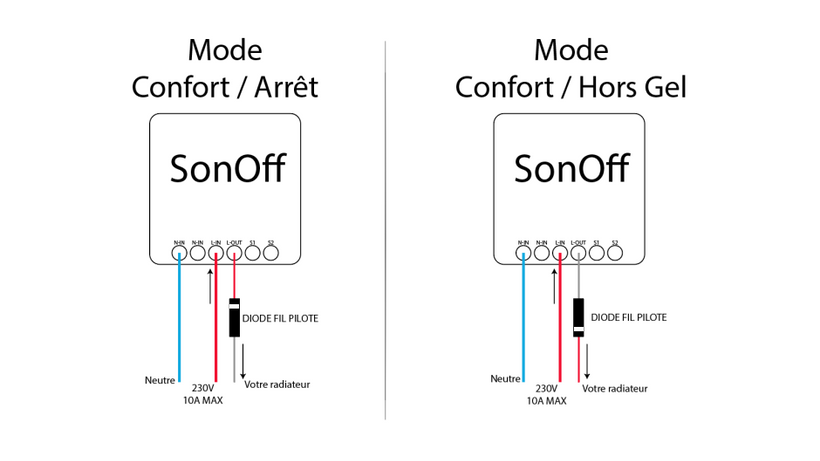 Mode
Confort / Arrêt
SonOff
N-IN N-IN L-IN L-OUT S1 S2
DIODE FIL PILOTE
Neutre
230V
10A MAX
Votre radiateur
Mode
Confort / Hors Gel
SonOff
N-IN N-IN L-IN L-OUT S1 S2
DIODE FIL PILOTE
Neutre
230V
10A MAX
Votre radiateur